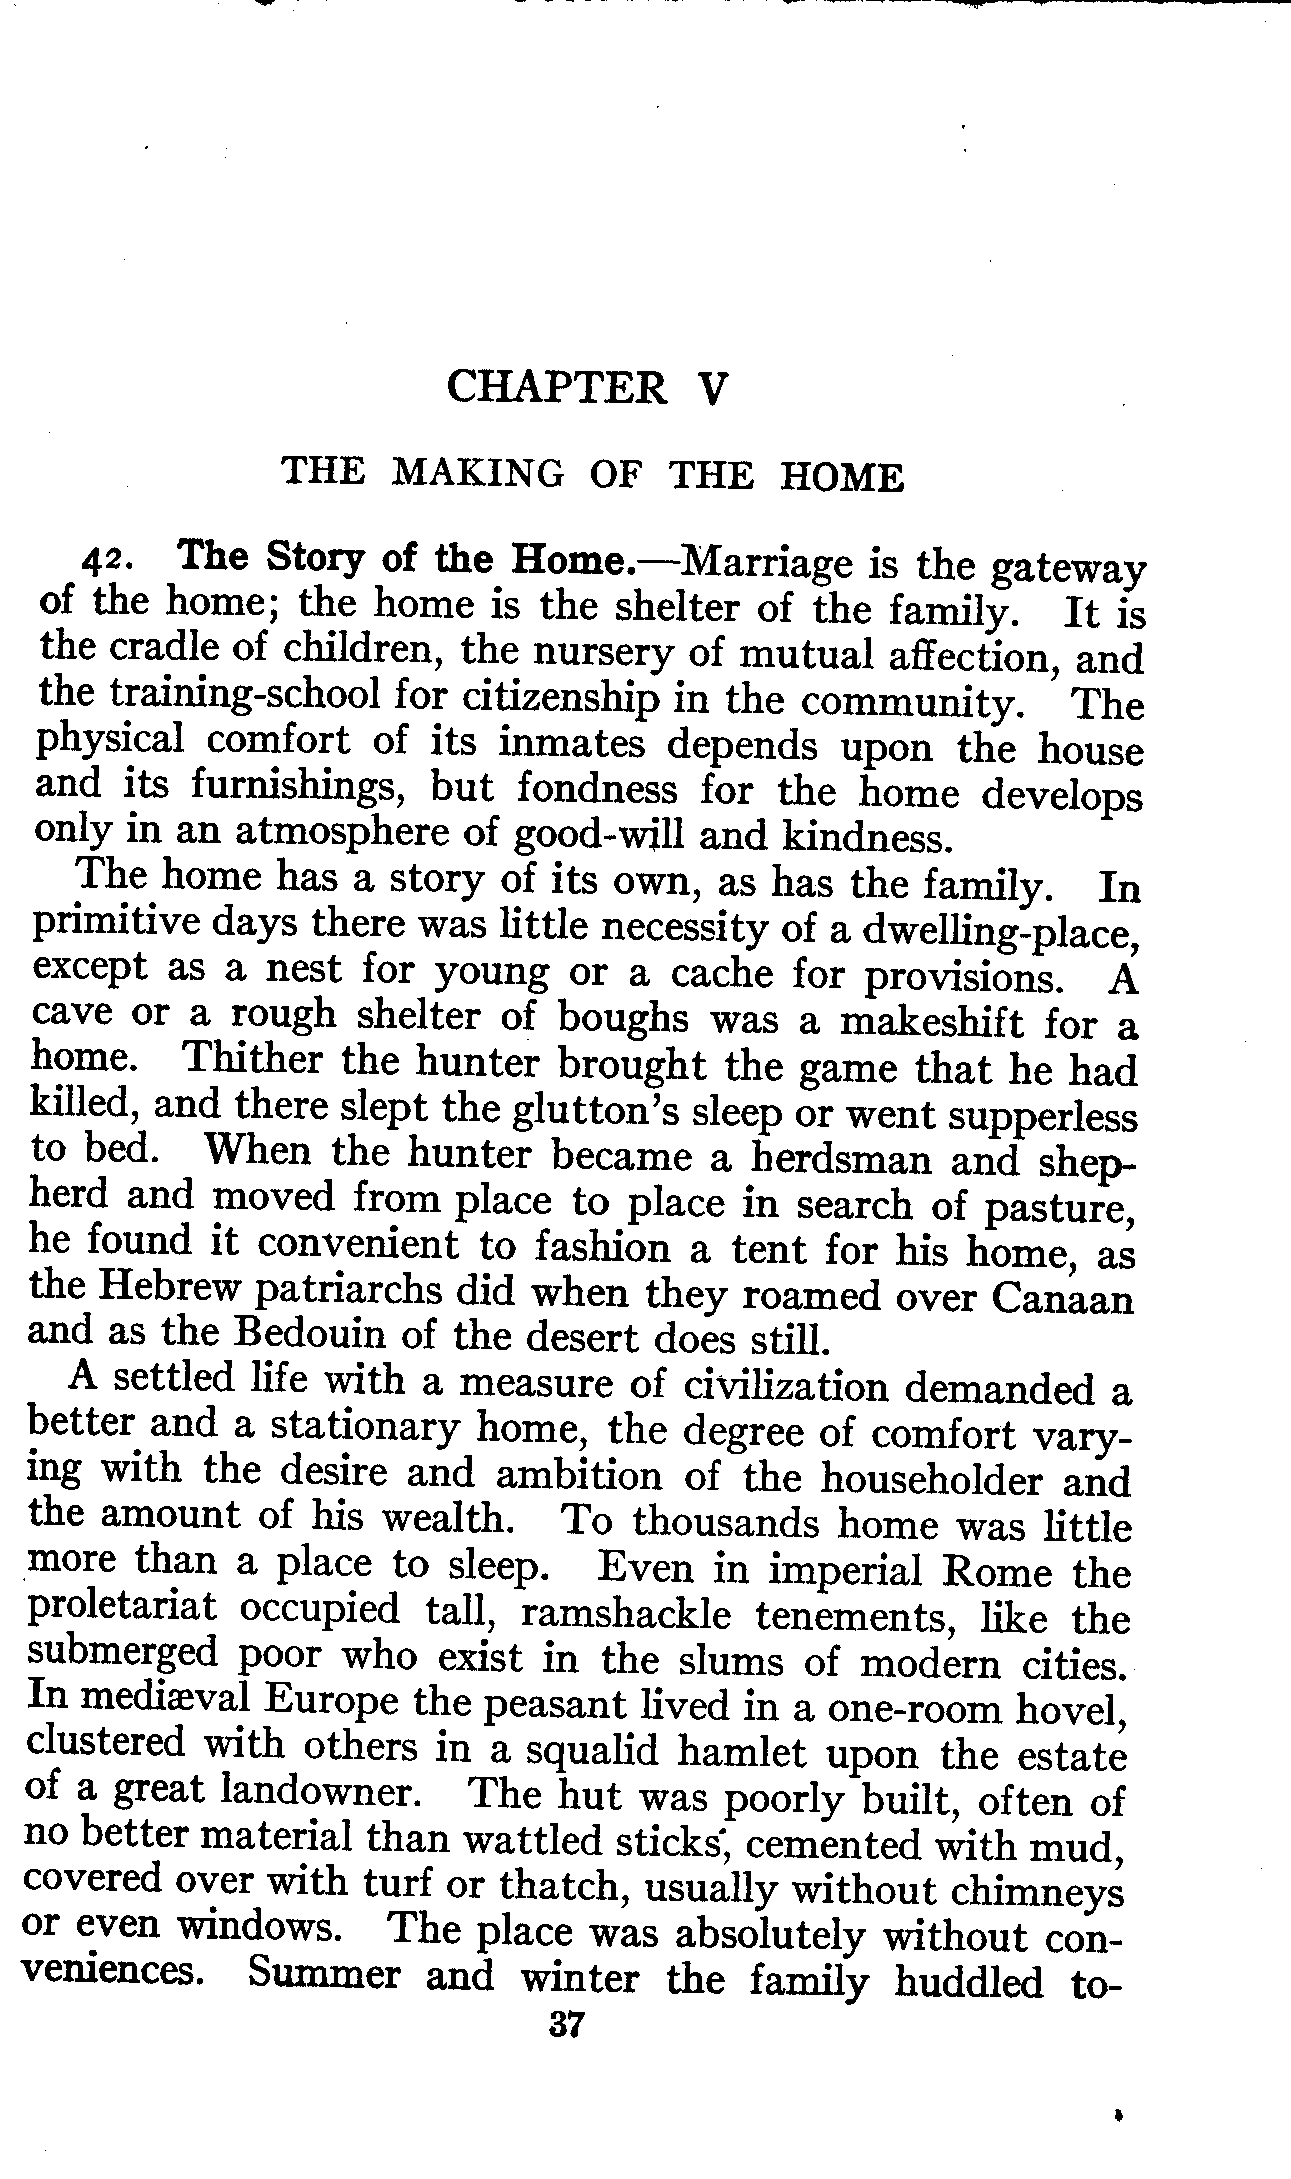 CHAPTER V
THE MAKING OF THE HOME
42. The Story of the Home.—Marriage is the gateway
of the home; the home is the shelter of the family. It is
the cradle of children, the nursery of mutual affection, and
the training-school for citizenship in the community. The
physical comfort of its inmates depends upon the house
and its furnishings, but fondness for the home develops
only in an atmosphere of good-will and kindness.
The home has a story of its own, as has the family. In
primitive days there was little necessity of a dwelling-place,
except as a nest for young or a cache for provisions. A
cave or a rough shelter of boughs was a makeshift for a
home. Thither the hunter brought the game that he had
killed, and there slept the glutton's sleep or went supperless
to bed. When the hunter became a herdsman and shep-
herd and moved from place to place in search of pasture,
he found it convenient to fashion a tent for his home, as
the Hebrew patriarchs did when they roamed over Canaan
and as the Bedouin of the desert does still.
A settled life with a measure of civilization demanded a
better and a stationary home, the degree of comfort vary-
ing with the desire and ambition of the householder and
the amount of his wealth. To thousands home was little
more than a place to sleep. Even in imperial Rome the
proletariat occupied tall, ramshackle tenements, like the
submerged poor who exist in the slums of modern cities.
In mediæval Europe the peasant lived in a one-room hovel,
clustered with others in a squalid hamlet upon the estate
of a great landowner. The hut was poorly built, often of
no better material than wattled sticks, cemented with mud,
covered over with turf or thatch, usually without chimneys
or even windows. The place was absolutely without con-
veniences. Summer and winter the family huddled to-
37